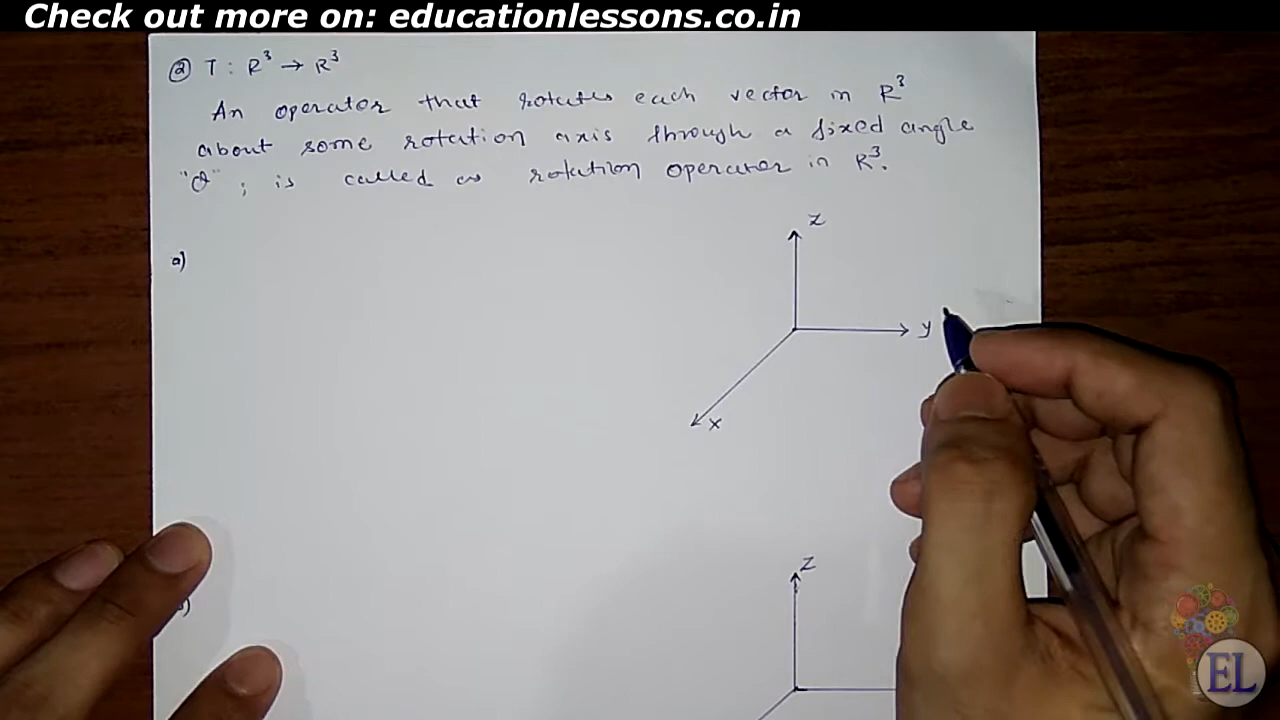 Check out more on: educationlessons.co.in
② T : R³ → R³
An operator that rotates each vector in R³
about some rotation axis through a fixed angle
"θ" ; is called as rotation operator in R³.
z
a)
y
x
z
EL